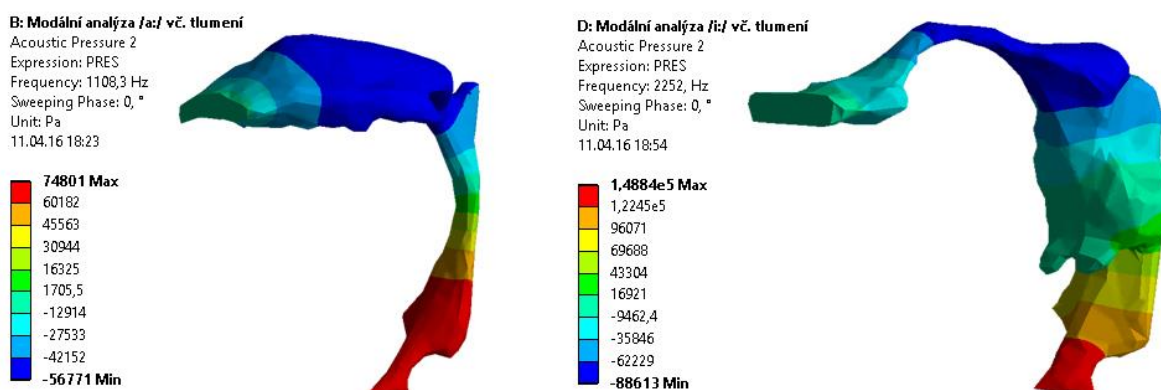 B: Modální analýza /a:/ vč. tlumení
Acoustic Pressure 2
Expression: PRES
Frequency: 1108,3 Hz
Sweeping Phase: 0, °
Unit: Pa
11.04.16 18:23
74801 Max
60182
45563
30944
16325
1705,5
-12914
-27533
-42152
-56771 Min
D: Modální analýza /i:/ vč. tlumení
Acoustic Pressure 2
Expression: PRES
Frequency: 2252, Hz
Sweeping Phase: 0, °
Unit: Pa
11.04.16 18:54
1,4884e5 Max
1,2245e5
96071
69688
43304
16921
-9462,4
-35846
-62229
-88613 Min